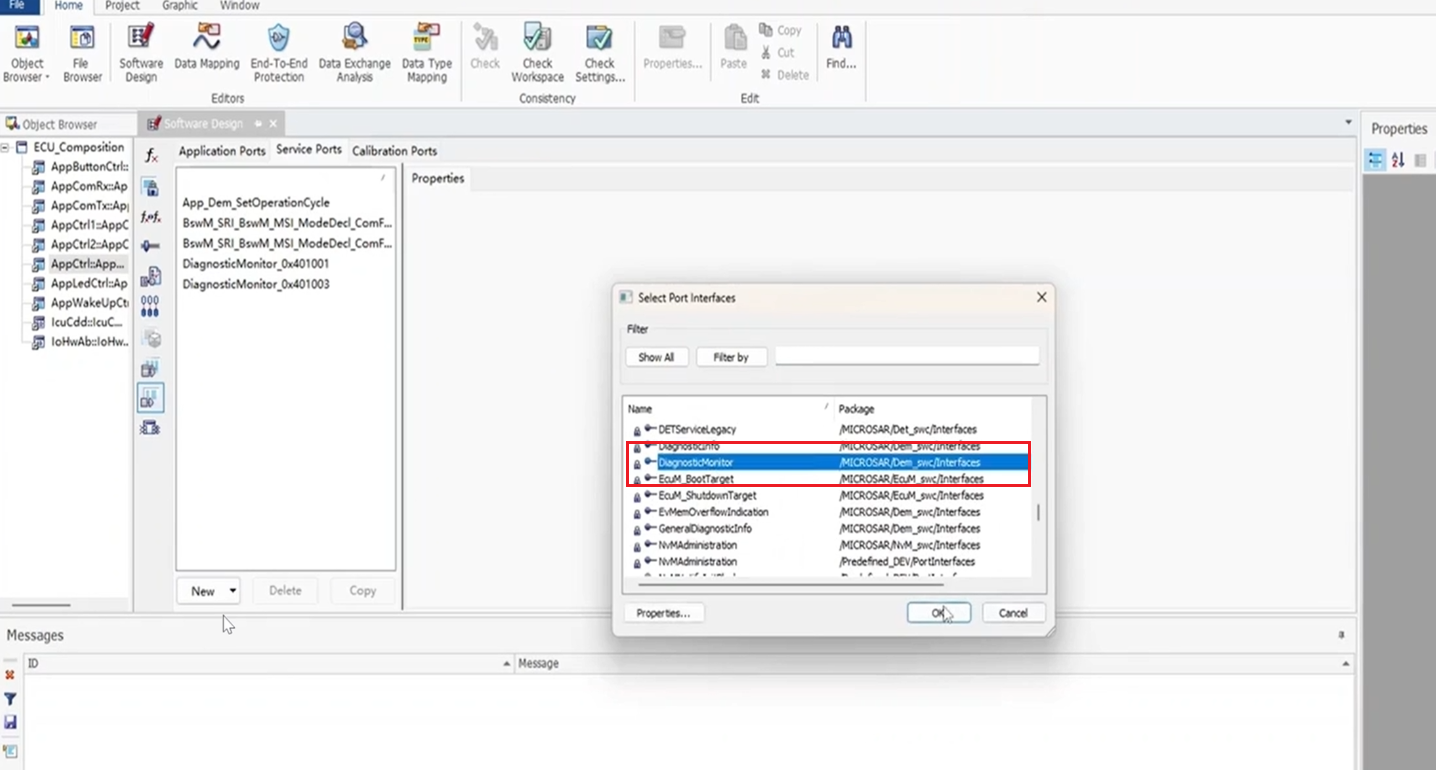 File Home Project Graphic Window
Object Browser
File Browser
Software Design
Data Mapping
End-To-End Protection
Data Exchange Analysis
Data Type Mapping
Check
Check Workspace
Check Settings...
Properties...
Paste
Copy
Cut
Delete
Find...
Editors
Consistency
Edit
Object Browser
Software Design
Properties
ECU_Composition
AppButtonCtrl::
AppComRx::Ap
AppComTx::Ap
AppCtrl1::AppC
AppCtrl2::AppC
AppCtrl::App...
AppLedCtrl::Ap
AppWakeUpCt
IcuCdd::IcuC...
IoHwAb::IoHw..
Application Ports Service Ports Calibration Ports
App_Dem_SetOperationCycle
BswM_SRI_BswM_MSI_ModeDecl_ComF...
BswM_SRI_BswM_MSI_ModeDecl_ComF...
DiagnosticMonitor_0x401001
DiagnosticMonitor_0x401003
New Delete Copy
Properties
Select Port Interfaces
Filter
Show All Filter by
Name Package
DETServiceLegacy /MICROSAR/Det_swc/Interfaces
DiagnosticInfo /MICROSAR/Dem_swc/Interfaces
DiagnosticMonitor /MICROSAR/Dem_swc/Interfaces
EcuM_BootTarget /MICROSAR/EcuM_swc/Interfaces
EcuM_ShutdownTarget /MICROSAR/EcuM_swc/Interfaces
EvMemOverflowIndication /MICROSAR/Dem_swc/Interfaces
GeneralDiagnosticInfo /MICROSAR/Dem_swc/Interfaces
NvMAdministration /MICROSAR/NvM_swc/Interfaces
NvMAdministration /Predefined_DEV/PortInterfaces
Properties... OK Cancel
Messages
ID Message